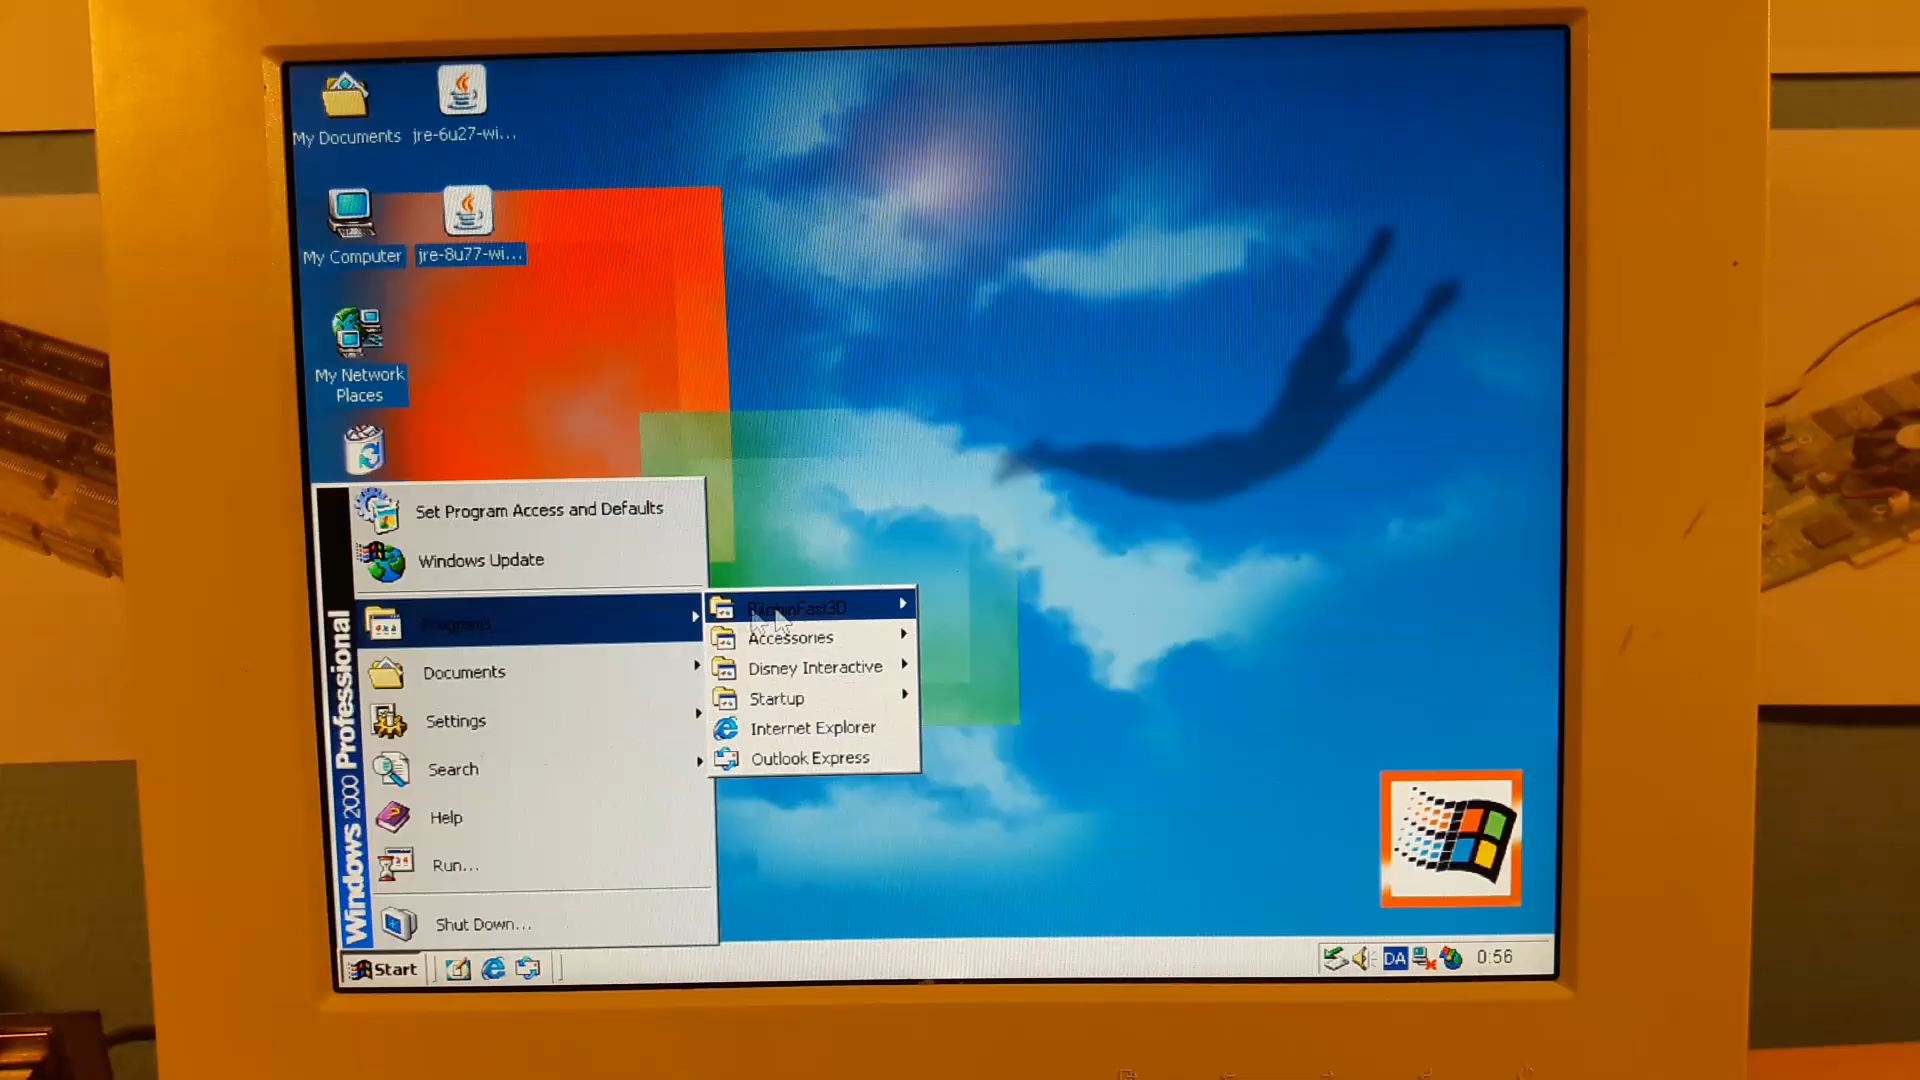 My Documents
jre-6u27-wi...
My Computer
jre-8u77-wi...
My Network
Places
Set Program Access and Defaults
Windows Update
Programs
Documents
Settings
Search
Help
Run...
Shut Down...
Windows 2000 Professional
Accessories
Disney Interactive
Startup
Internet Explorer
Outlook Express
Start
DA
0:56